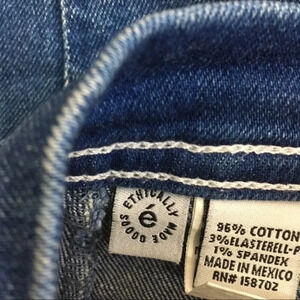 ETHICALLY
MADE GOODS
é
96% COTTON
3% ELASTERELL-P
1% SPANDEX
MADE IN MEXICO
RN# 158702